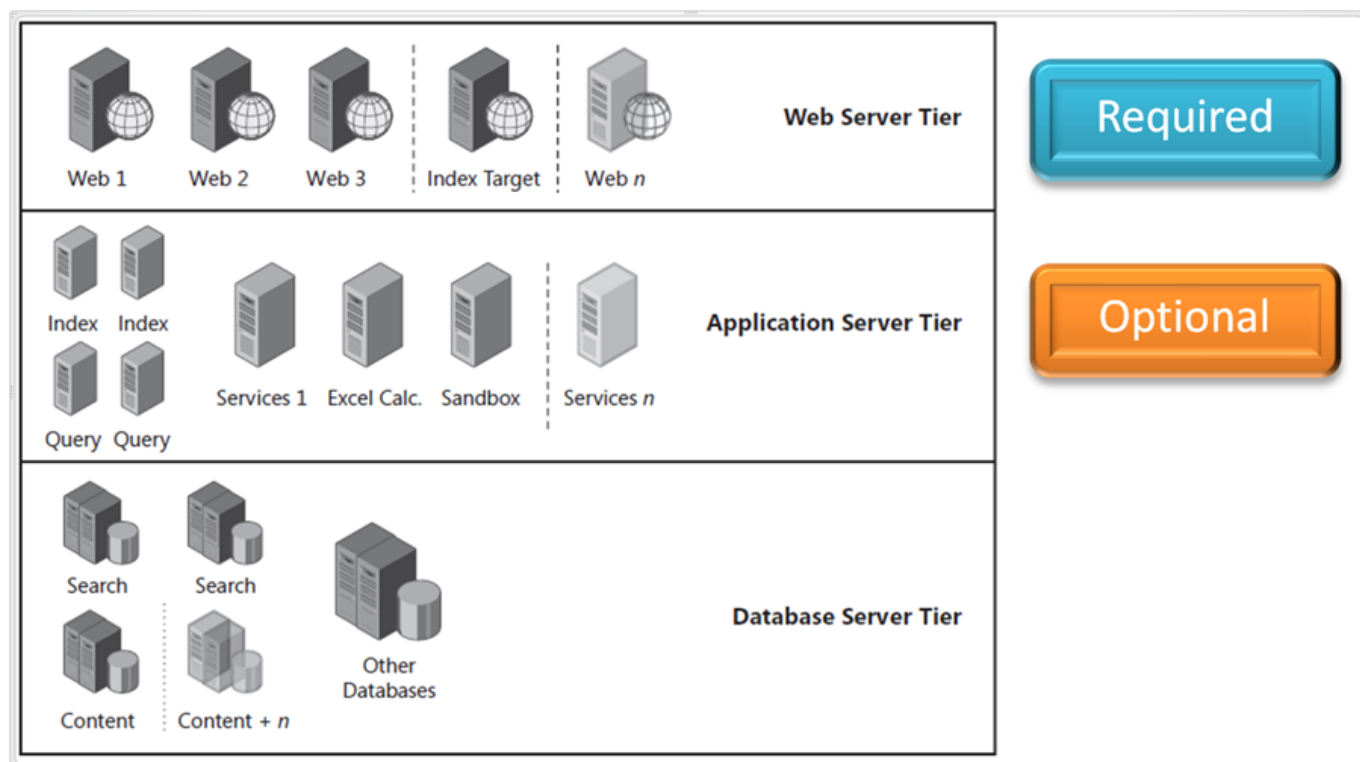 Web 1
Web 2
Web 3
Index Target
Web n
Web Server Tier
Required
Index Index
Query Query
Services 1
Excel Calc.
Sandbox
Services n
Application Server Tier
Optional
Search
Search
Content
Content + n
Other
Databases
Database Server Tier